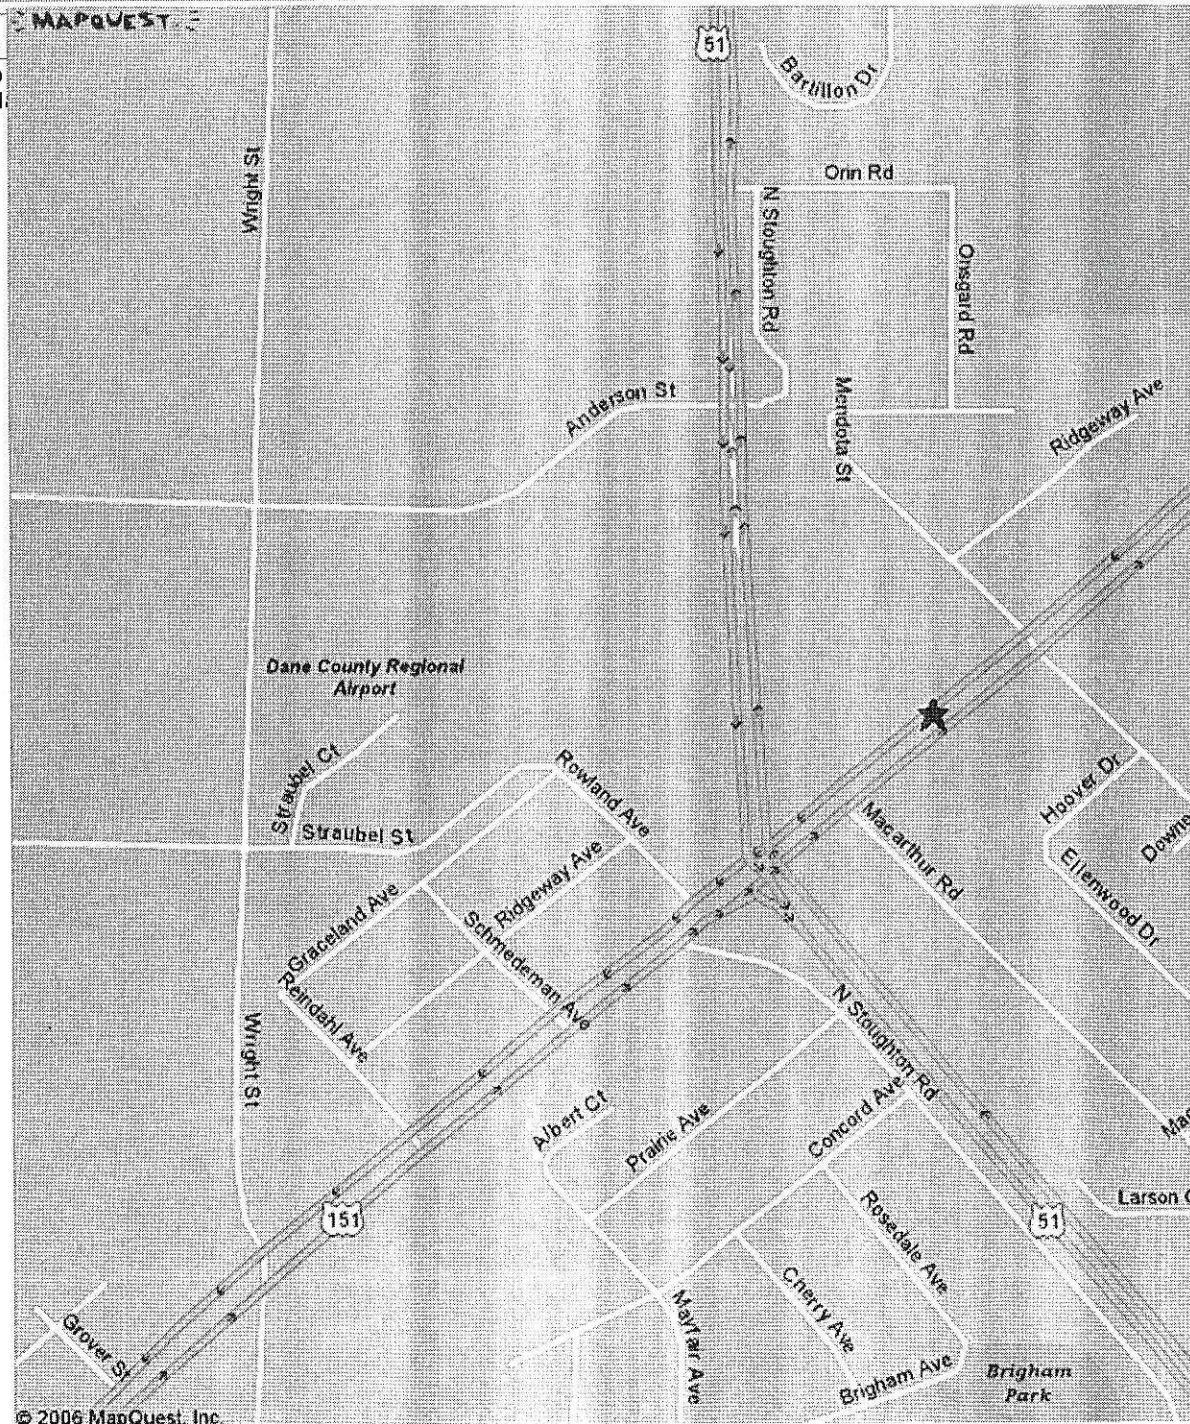 MAPQUEST
51
Bartillon Dr
Wright St
Orin Rd
N Stoughton Rd
Onsgard Rd
Anderson St
Mendota St
Ridgeway Ave
Dane County Regional
Airport
Straubel Ct
Straubel St
Rowland Ave
Hoover Dr
Macarthur Rd
Ellenwood Dr
Ridgeway Ave
Graceland Ave
Schmedeman Ave
Reindahl Ave
N Stoughton Rd
Wright St
Albert Ct
Prairie Ave
Concord Ave
Larson
151
51
Rosedale Ave
Cherry Ave
Mayfair Ave
Grover St
Brigham Ave
Brigham
Park
© 2006 MapQuest, Inc